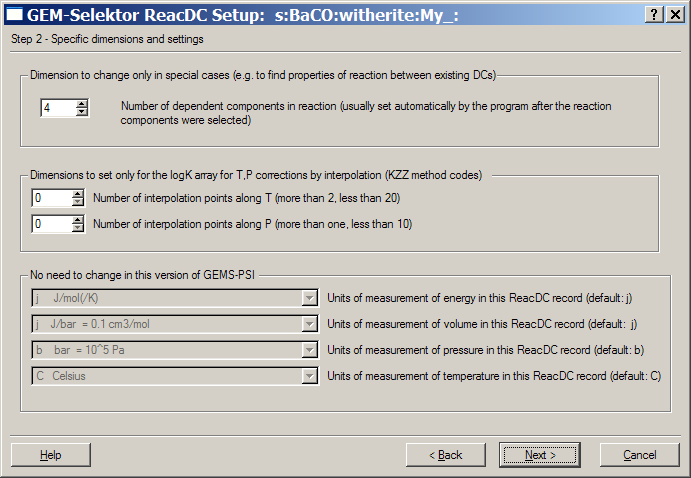 GEM-Selektor ReacDC Setup:  s:BaCO:witherite:My_:
Step 2 - Specific dimensions and settings
Dimension to change only in special cases (e.g. to find properties of reaction between existing DCs)
4
Number of dependent components in reaction (usually set automatically by the program after the reaction
components were selected)
Dimensions to set only for the logK array for T,P corrections by interpolation (KZZ method codes)
0 Number of interpolation points along T (more than 2, less than 20)
0 Number of interpolation points along P (more than one, less than 10)
No need to change in this version of GEMS-PSI
j J/mol(/K) Units of measurement of energy in this ReacDC record (default: j)
j J/bar = 0.1 cm3/mol Units of measurement of volume in this ReacDC record (default:  j)
b bar = 10^5 Pa Units of measurement of pressure in this ReacDC record (default: b)
C Celsius Units of measurement of temperature in this ReacDC record (default: C)
Help < Back Next > Cancel